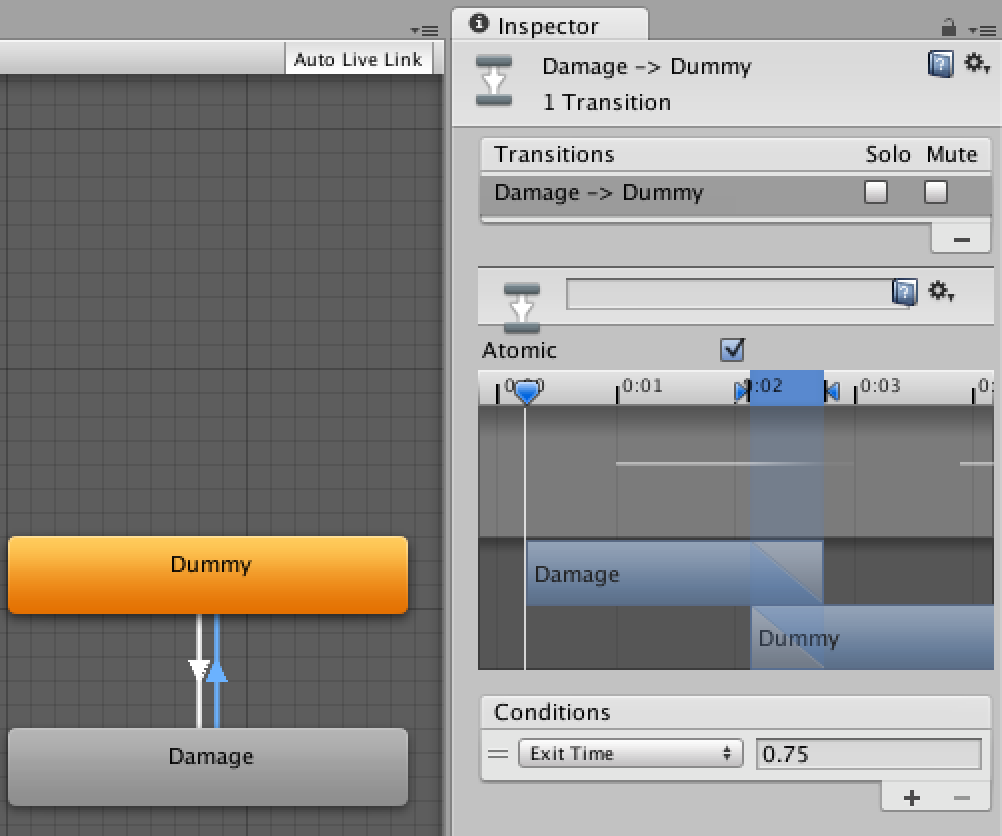 Auto Live Link
Dummy
Damage
Inspector
Damage -> Dummy
1 Transition
Transitions Solo Mute
Damage -> Dummy
Atomic
0:00 0:01 0:02 0:03 0:
Damage
Dummy
Conditions
Exit Time 0.75